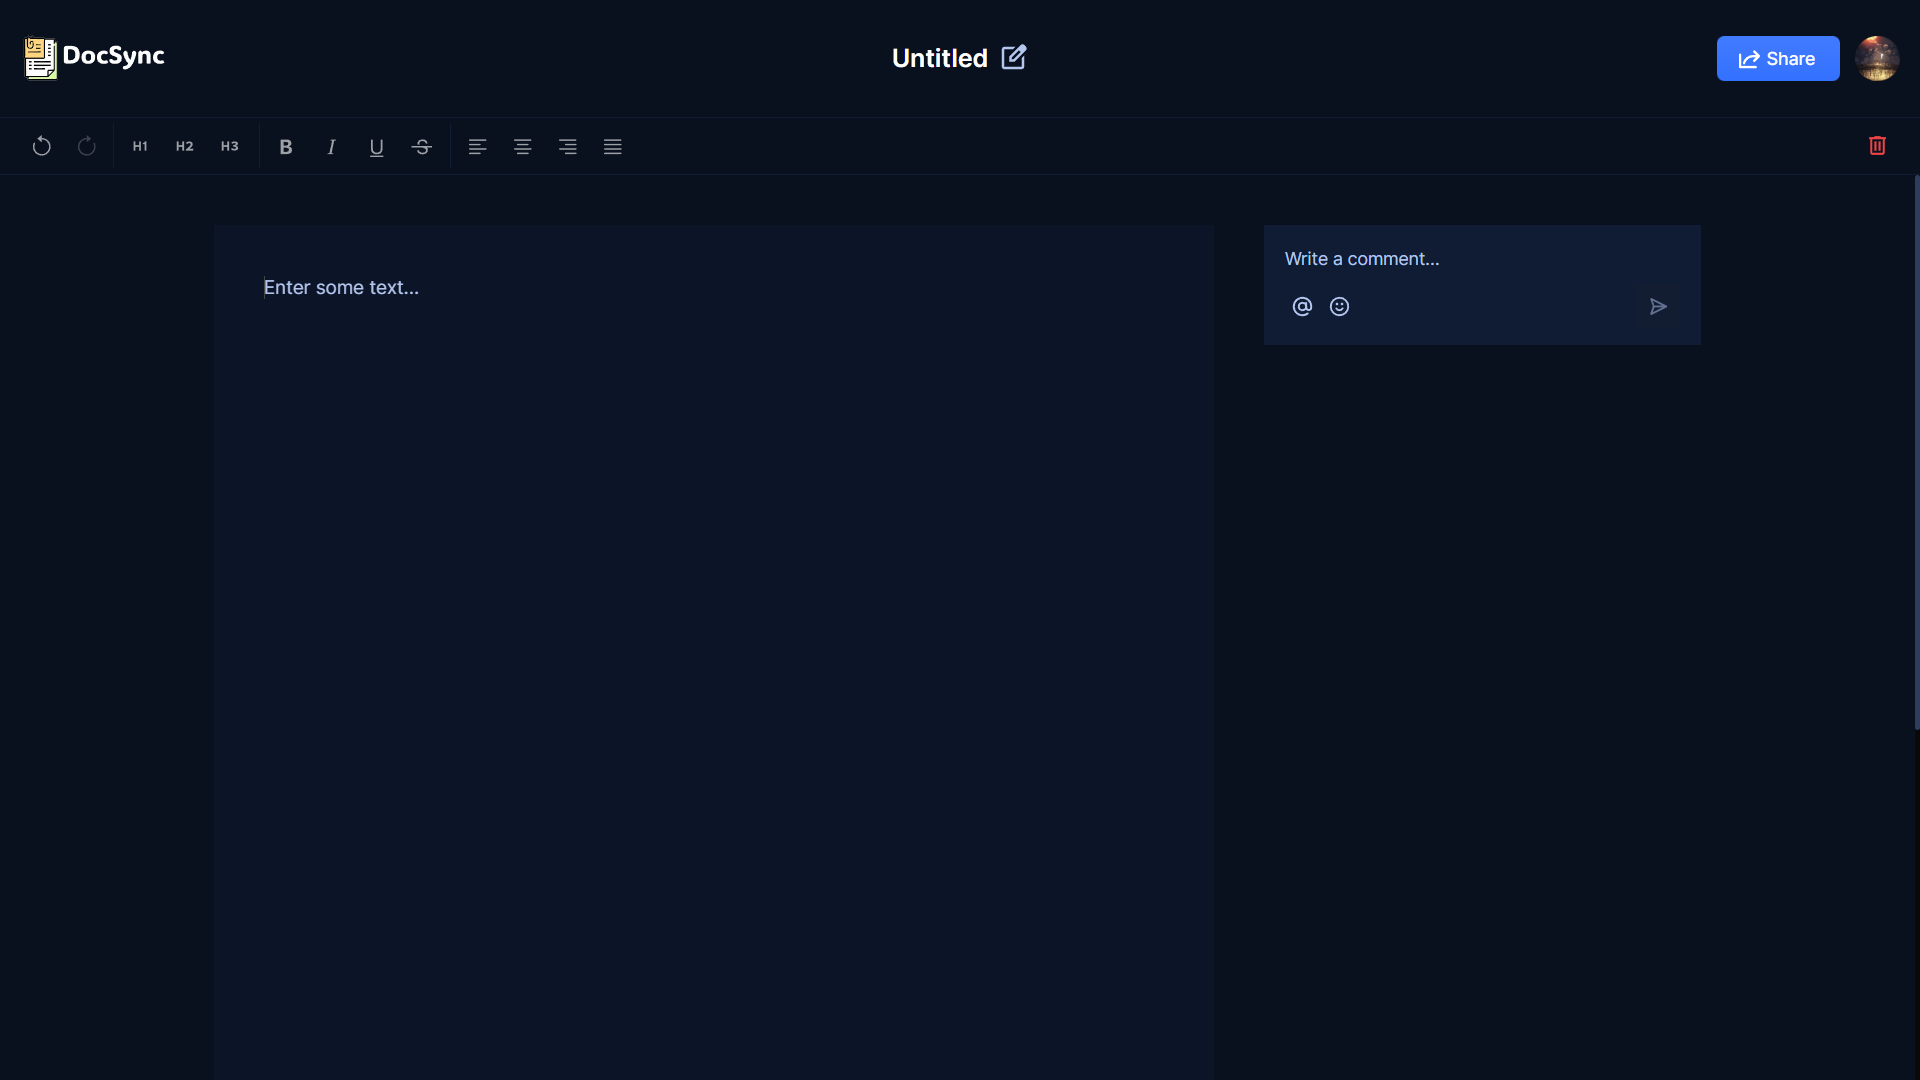 DocSync
Untitled
Share
H1 H2 H3 B I U S
Enter some text...
Write a comment...
@